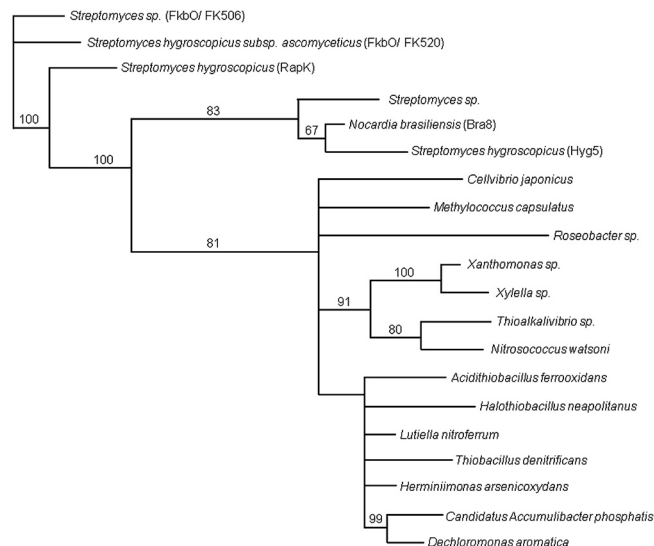 Streptomyces sp. (FkbO/ FK506)
Streptomyces hygroscopicus subsp. ascomyceticus (FkbO/ FK520)
Streptomyces hygroscopicus (RapK)
Streptomyces sp.
83
100
Nocardia brasiliensis (Bra8)
67
Streptomyces hygroscopicus (Hyg5)
100
Cellvibrio japonicus
Methylococcus capsulatus
Roseobacter sp.
81
Xanthomonas sp.
100
Xylella sp.
91
Thioalkalivibrio sp.
80
Nitrosococcus watsoni
Acidithiobacillus ferrooxidans
Halothiobacillus neapolitanus
Lutiella nitroferrum
Thiobacillus denitrificans
Herminiimonas arsenicoxydans
Candidatus Accumulibacter phosphatis
99
Dechloromonas aromatica